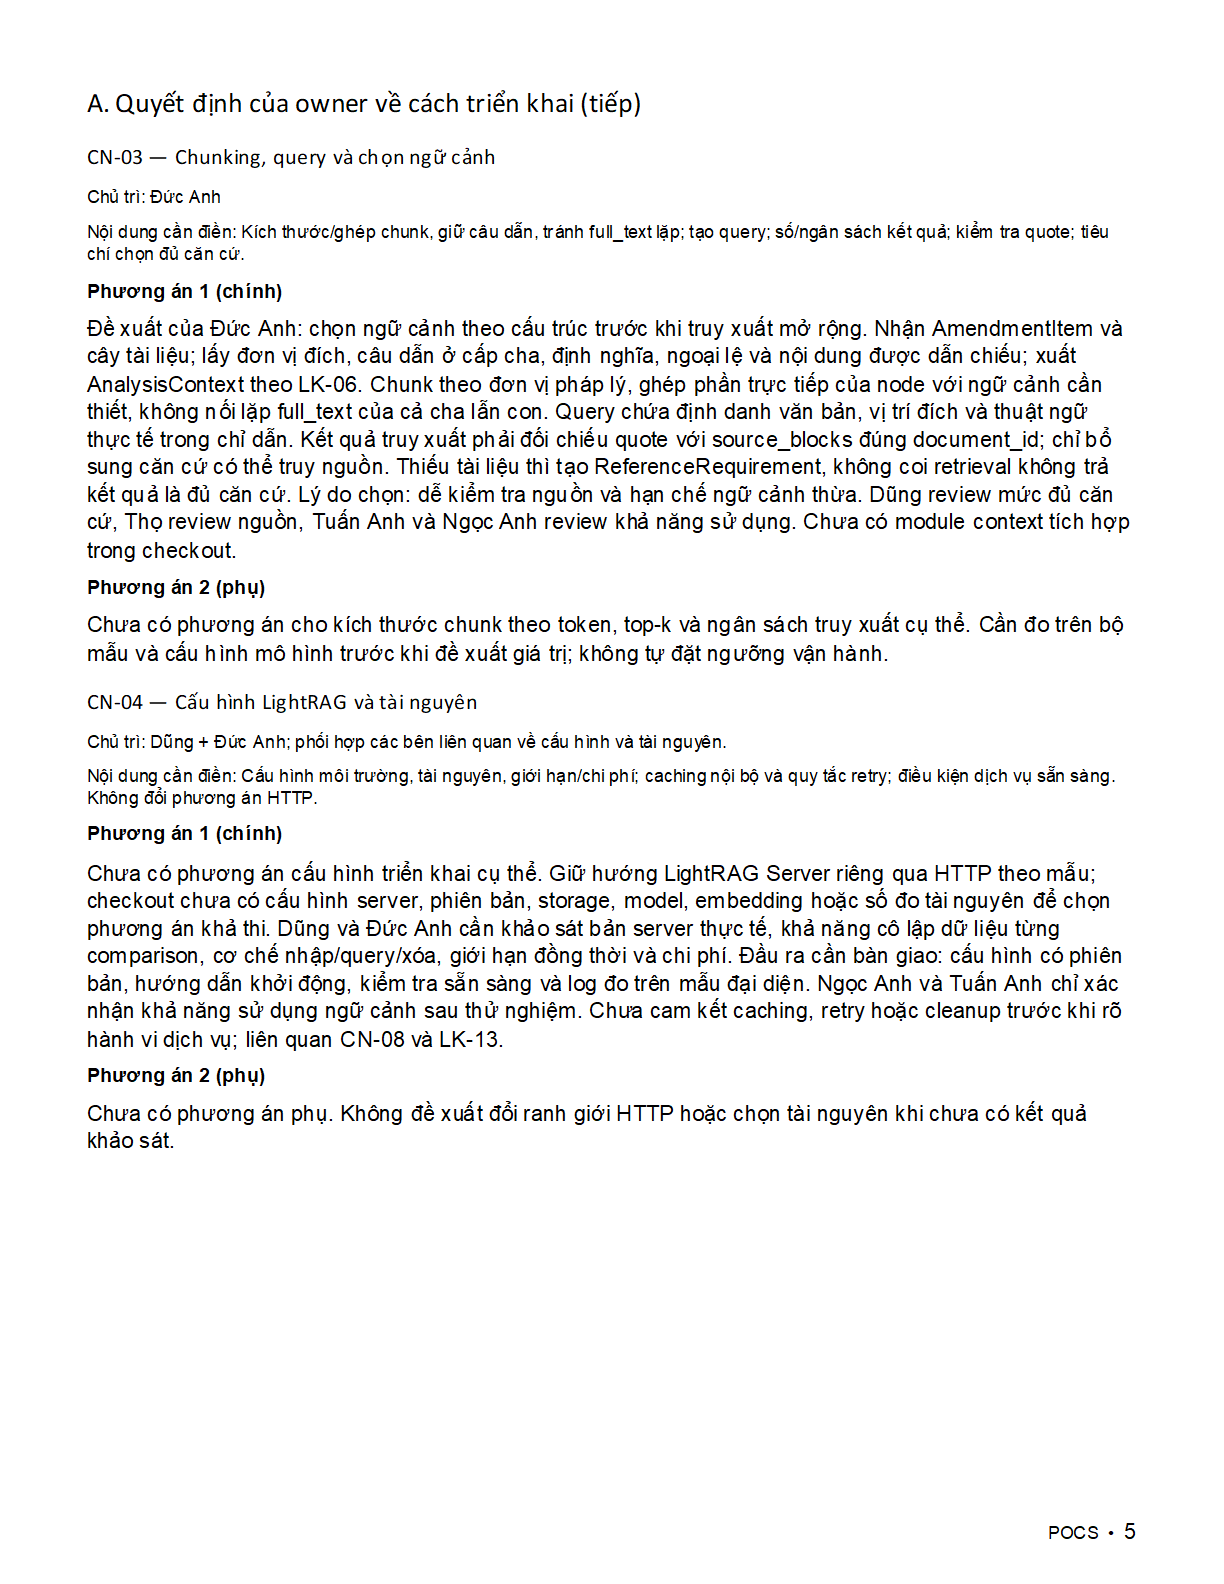 A. Quyết định của owner về cách triển khai (tiếp)
CN-03 — Chunking, query và chọn ngữ cảnh
Chủ trì: Đức Anh
Nội dung cần điền: Kích thước/ghép chunk, giữ câu dẫn, tránh full_text lặp; tạo query; số/ngân sách kết quả; kiểm tra quote; tiêu
chí chọn đủ căn cứ.
Phương án 1 (chính)
Đề xuất của Đức Anh: chọn ngữ cảnh theo cấu trúc trước khi truy xuất mở rộng. Nhận AmendmentItem và
cây tài liệu; lấy đơn vị đích, câu dẫn ở cấp cha, định nghĩa, ngoại lệ và nội dung được dẫn chiếu; xuất
AnalysisContext theo LK-06. Chunk theo đơn vị pháp lý, ghép phần trực tiếp của node với ngữ cảnh cần
thiết, không nối lặp full_text của cả cha lẫn con. Query chứa định danh văn bản, vị trí đích và thuật ngữ
thực tế trong chỉ dẫn. Kết quả truy xuất phải đối chiếu quote với source_blocks đúng document_id; chỉ bổ
sung căn cứ có thể truy nguồn. Thiếu tài liệu thì tạo ReferenceRequirement, không coi retrieval không trả
kết quả là đủ căn cứ. Lý do chọn: dễ kiểm tra nguồn và hạn chế ngữ cảnh thừa. Dũng review mức đủ căn
cứ, Thọ review nguồn, Tuấn Anh và Ngọc Anh review khả năng sử dụng. Chưa có module context tích hợp
trong checkout.
Phương án 2 (phụ)
Chưa có phương án cho kích thước chunk theo token, top-k và ngân sách truy xuất cụ thể. Cần đo trên bộ
mẫu và cấu hình mô hình trước khi đề xuất giá trị; không tự đặt ngưỡng vận hành.
CN-04 — Cấu hình LightRAG và tài nguyên
Chủ trì: Dũng + Đức Anh; phối hợp các bên liên quan về cấu hình và tài nguyên.
Nội dung cần điền: Cấu hình môi trường, tài nguyên, giới hạn/chi phí; caching nội bộ và quy tắc retry; điều kiện dịch vụ sẵn sàng.
Không đổi phương án HTTP.
Phương án 1 (chính)
Chưa có phương án cấu hình triển khai cụ thể. Giữ hướng LightRAG Server riêng qua HTTP theo mẫu;
checkout chưa có cấu hình server, phiên bản, storage, model, embedding hoặc số đo tài nguyên để chọn
phương án khả thi. Dũng và Đức Anh cần khảo sát bản server thực tế, khả năng cô lập dữ liệu từng
comparison, cơ chế nhập/query/xóa, giới hạn đồng thời và chi phí. Đầu ra cần bàn giao: cấu hình có phiên
bản, hướng dẫn khởi động, kiểm tra sẵn sàng và log đo trên mẫu đại diện. Ngọc Anh và Tuấn Anh chỉ xác
nhận khả năng sử dụng ngữ cảnh sau thử nghiệm. Chưa cam kết caching, retry hoặc cleanup trước khi rõ
hành vi dịch vụ; liên quan CN-08 và LK-13.
Phương án 2 (phụ)
Chưa có phương án phụ. Không đề xuất đổi ranh giới HTTP hoặc chọn tài nguyên khi chưa có kết quả
khảo sát.
POCS • 5